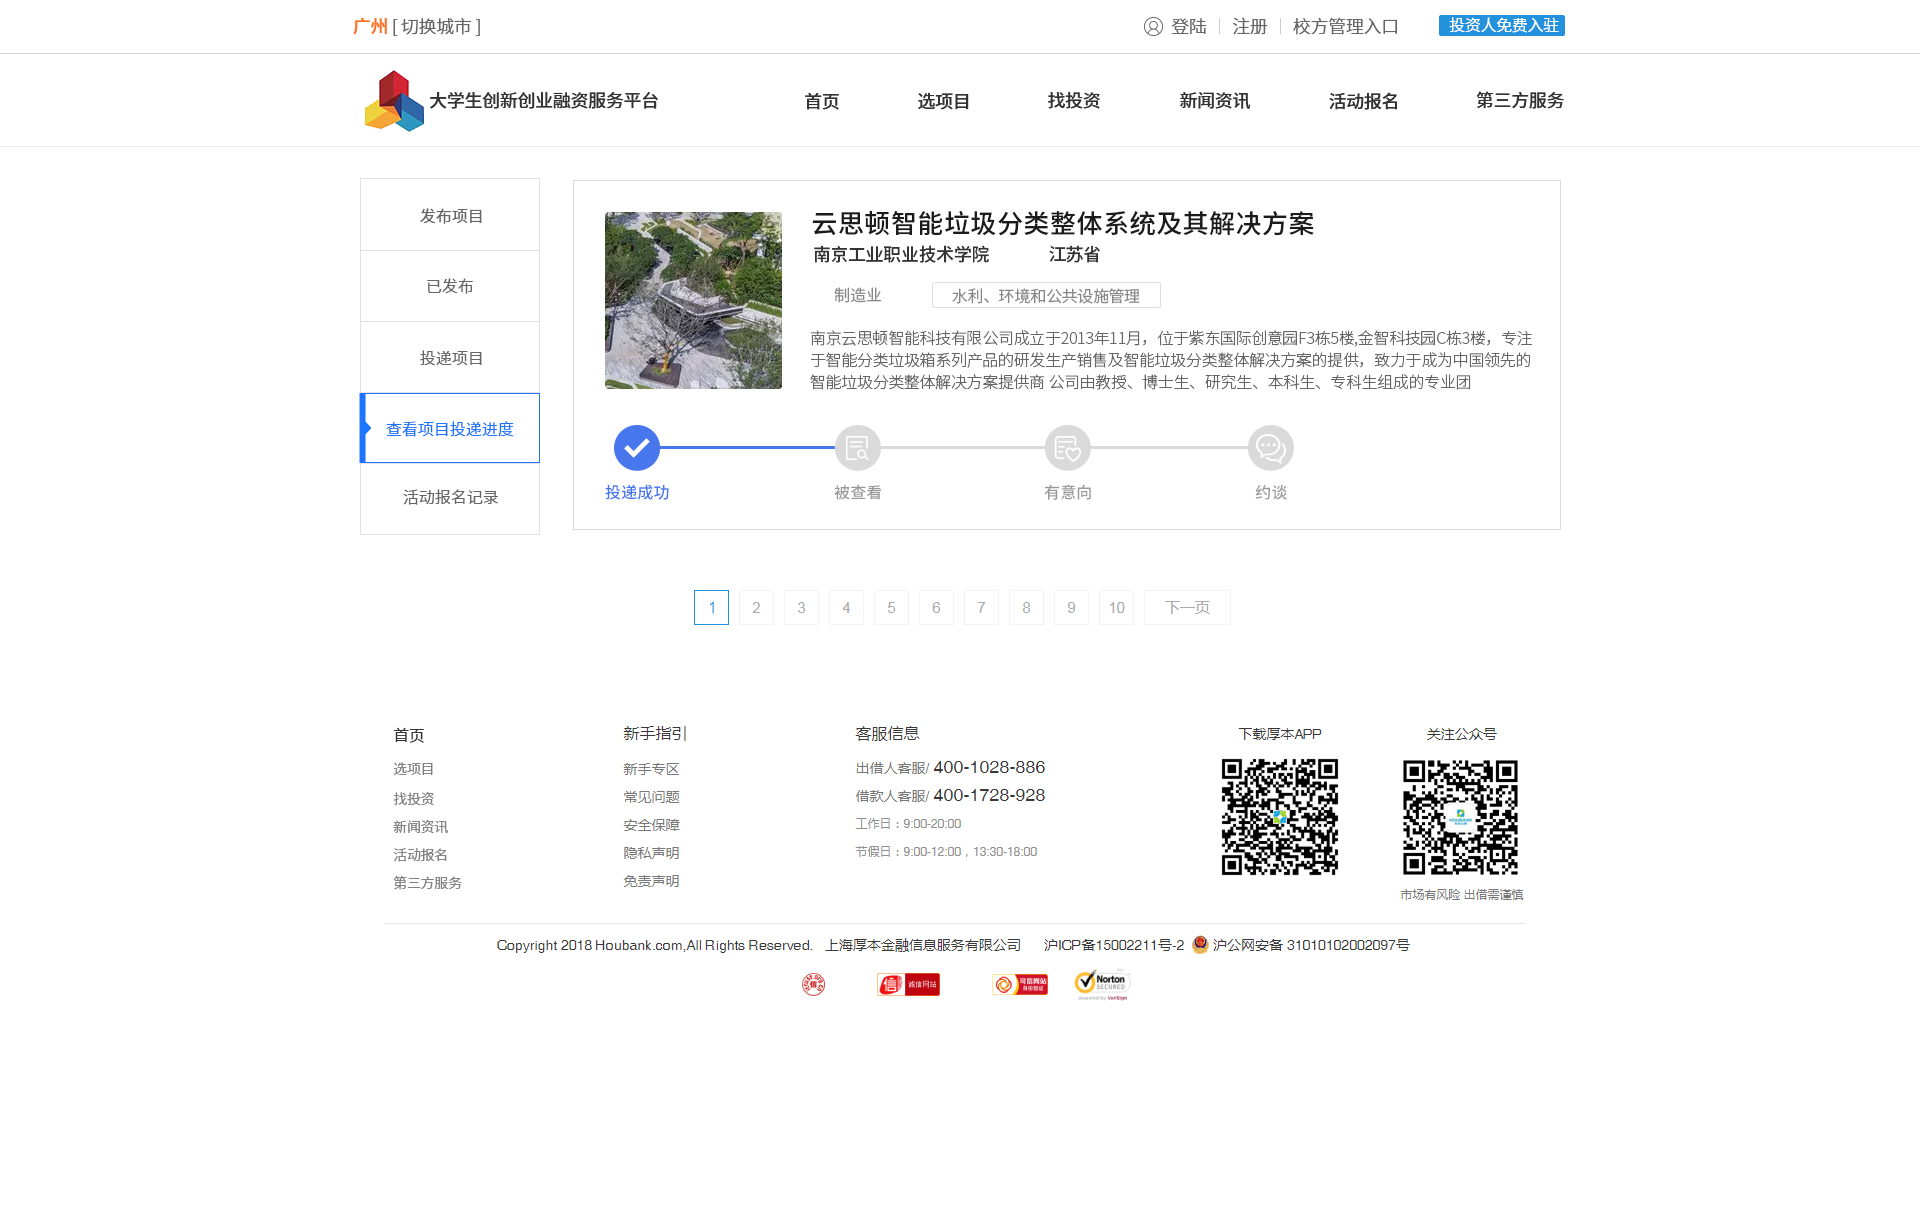 广州 [ 切换城市 ]
登陆 注册 校方管理入口 投资人免费入驻
大学生创新创业融资服务平台 首页 选项目 找投资 新闻资讯 活动报名 第三方服务
发布项目
已发布
投递项目
查看项目投递进度
活动报名记录
云思顿智能垃圾分类整体系统及其解决方案
南京工业职业技术学院 江苏省
制造业 水利、环境和公共设施管理
南京云思顿智能科技有限公司成立于2013年11月，位于紫东国际创意园F3栋5楼,金智科技园C栋3楼，专注
于智能分类垃圾箱系列产品的研发生产销售及智能垃圾分类整体解决方案的提供，致力于成为中国领先的
智能垃圾分类整体解决方案提供商 公司由教授、博士生、研究生、本科生、专科生组成的专业团
投递成功 被查看 有意向 约谈
1 2 3 4 5 6 7 8 9 10 下一页
首页
选项目
找投资
新闻资讯
活动报名
第三方服务
新手指引
新手专区
常见问题
安全保障
隐私声明
免责声明
客服信息
出借人客服/ 400-1028-886
借款人客服/ 400-1728-928
工作日：9:00-20:00
节假日：9:00-12:00，13:30-18:00
下载厚本APP
关注公众号
HOUBANK
市场有风险 出借需谨慎
Copyright 2018 Houbank.com,All Rights Reserved. 上海厚本金融信息服务有限公司 沪ICP备15002211号-2 沪公网安备 31010102002097号
信 信 诚信网站 可信网站 身份验证 Norton SECURED powered by VeriSign